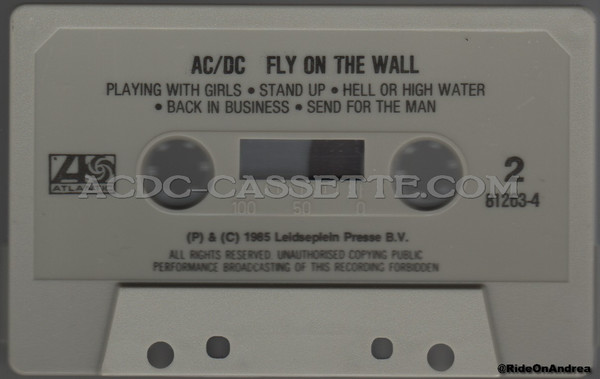 AC/DC FLY ON THE WALL
PLAYING WITH GIRLS • STAND UP • HELL OR HIGH WATER
• BACK IN BUSINESS • SEND FOR THE MAN
ATLANTIC
2
ACDC-CASSETTE.COM
81263-4
100 50 0
(P) & (C) 1985 Leidseplein Presse B.V.
ALL RIGHTS RESERVED. UNAUTHORISED COPYING PUBLIC
PERFORMANCE BROADCASTING OF THIS RECORDING FORBIDDEN
@RideOnAndrea